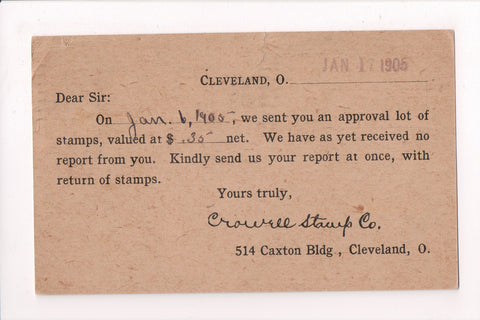 JAN 17 1905
CLEVELAND, O.
Dear Sir:
On Jan. 6, 1905, we sent you an approval lot of
stamps, valued at $ .35 net. We have as yet received no
report from you. Kindly send us your report at once, with
return of stamps.
Yours truly,
Crowell Stamp Co.
514 Caxton Bldg., Cleveland, O.